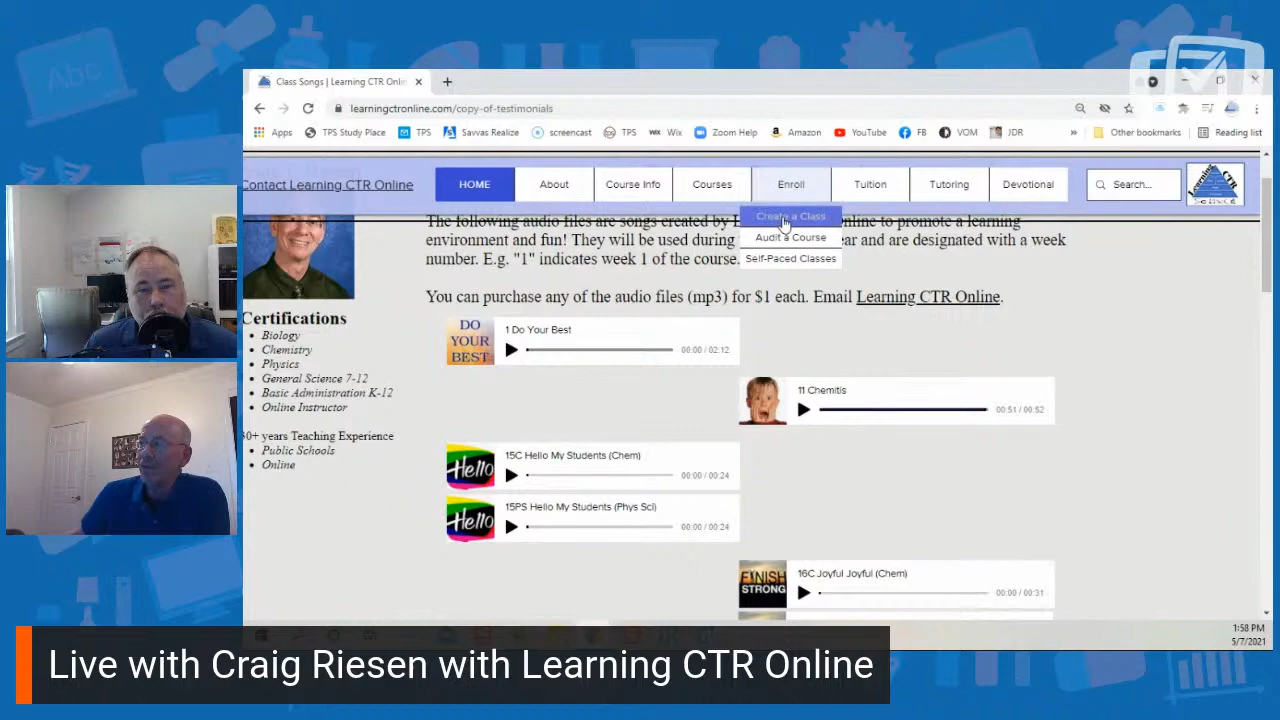 Abc
Class Songs | Learning CTR Onlin
learningctronline.com/copy-of-testimonials
Apps TPS Study Place TPS Savvas Realize screencast TPS WiX Wix Zoom Help Amazon YouTube FB VOM JDR » Other bookmarks Reading list
Contact Learning CTR Online HOME About Course Info Courses Enroll Tuition Tutoring Devotional Search...
Create a Class
Audit a Course
Self-Paced Classes
The following audio files are songs created by L Online to promote a learning
environment and fun! They will be used during ear and are designated with a week
number. E.g. "1" indicates week 1 of the course.
You can purchase any of the audio files (mp3) for $1 each. Email Learning CTR Online.
Certifications
Biology
Chemistry
Physics
General Science 7-12
Basic Administration K-12
Online Instructor
30+ years Teaching Experience
Public Schools
Online
DO YOUR BEST
1 Do Your Best
00:00 / 02:12
11 Chemitis
00:51 / 00:52
Hello
15C Hello My Students (Chem)
00:00 / 00:24
Hello
15PS Hello My Students (Phys Sci)
00:00 / 00:24
FINISH STRONG
16C Joyful Joyful (Chem)
00:00 / 00:31
1:58 PM
5/7/2021
Live with Craig Riesen with Learning CTR Online